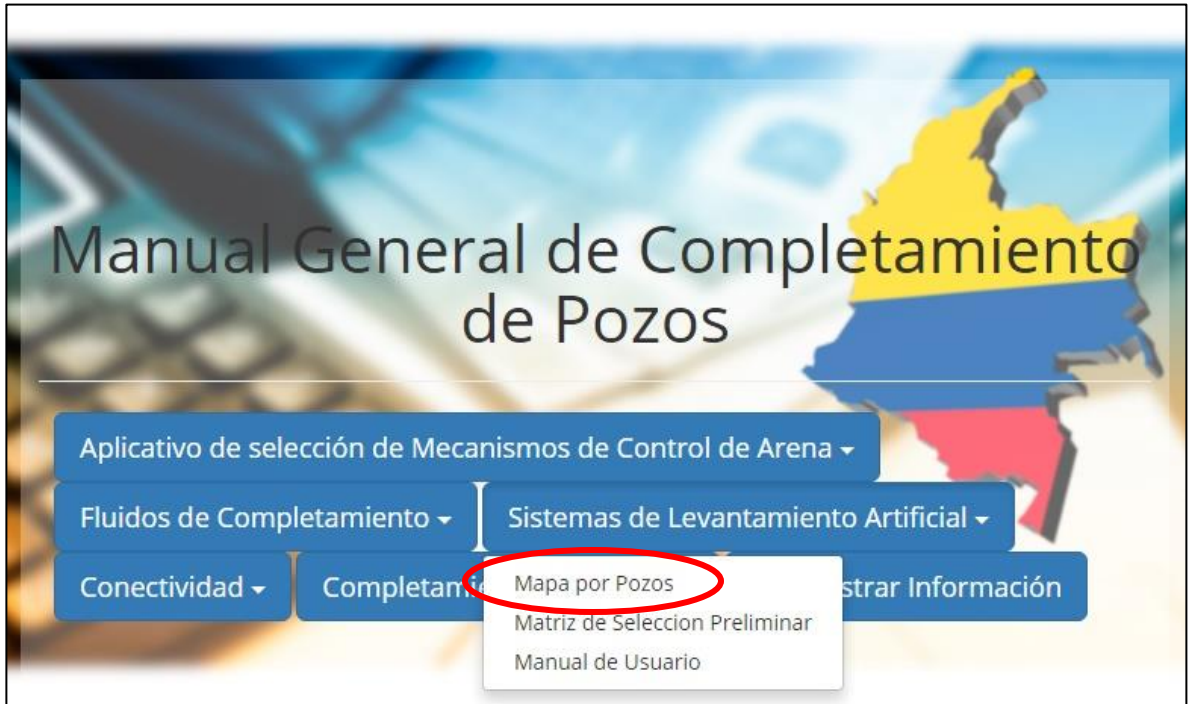 Manual General de Completamiento
de Pozos
Aplicativo de selección de Mecanismos de Control de Arena
Fluidos de Completamiento
Sistemas de Levantamiento Artificial
Conectividad
Mapa por Pozos
Matriz de Seleccion Preliminar
Manual de Usuario
Información